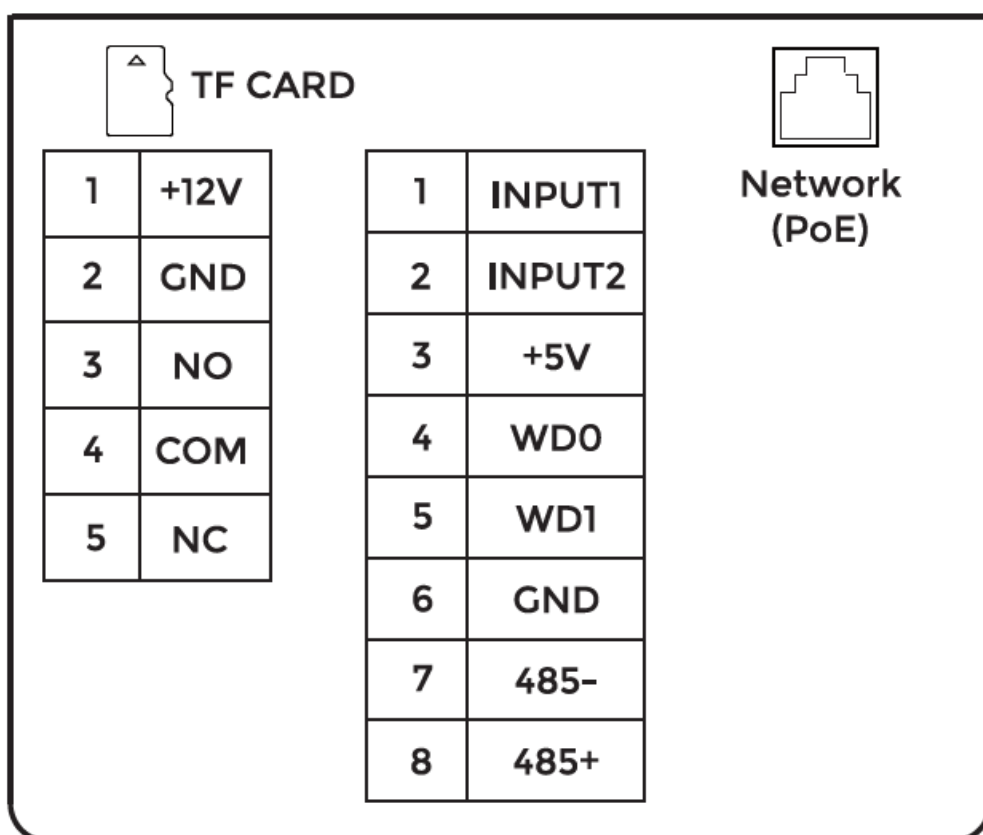 TF CARD
1 +12V
2 GND
3 NO
4 COM
5 NC
1 INPUT1
2 INPUT2
3 +5V
4 WD0
5 WD1
6 GND
7 485-
8 485+
Network
(PoE)